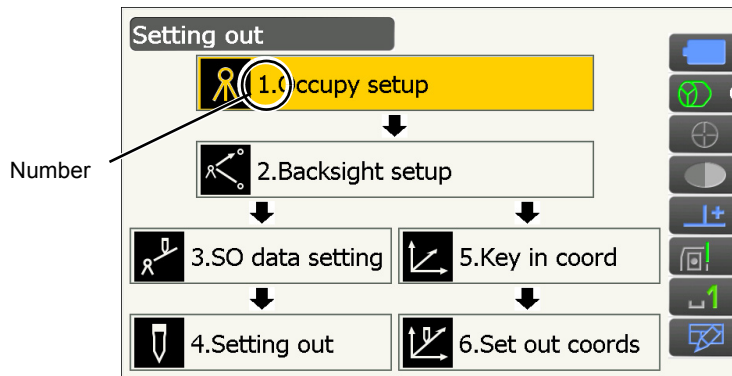 Setting out
1.Occupy setup
Number
2.Backsight setup
3.SO data setting
5.Key in coord
4.Setting out
6.Set out coords
1